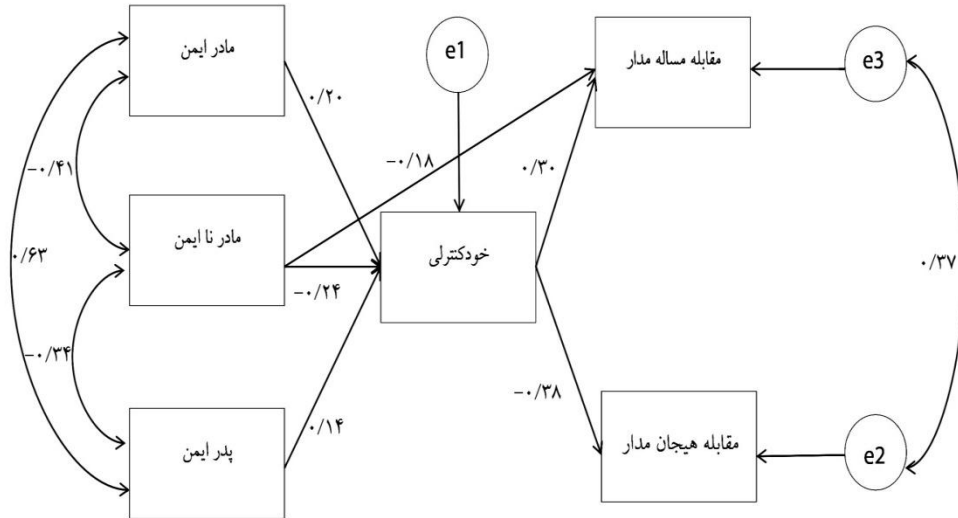 مادر ایمن
e1
مقابله مساله مدار
e3
۰/۲۰
-۰/۴۱
-۰/۱۸
۰/۳۰
مادر نا ایمن
خودکنترلی
۰/۶۳
-۰/۲۴
۰/۳۷
-۰/۳۴
-۰/۳۸
۰/۱۴
پدر ایمن
مقابله هیجان مدار
e2